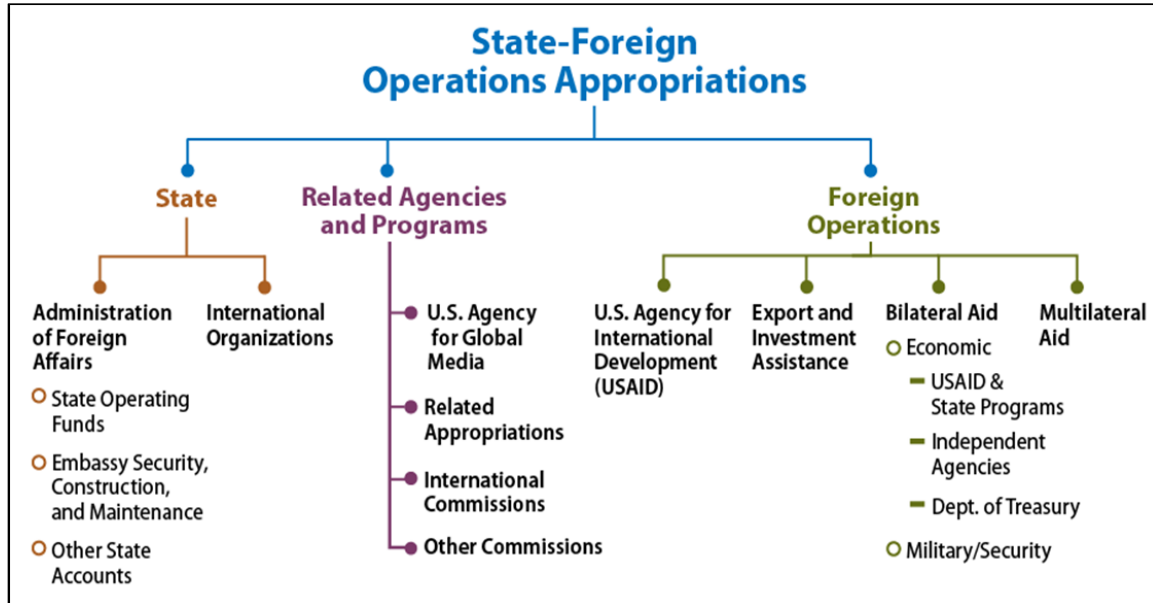 State-Foreign
Operations Appropriations
State
Related Agencies
and Programs
Foreign
Operations
Administration
of Foreign
Affairs
State Operating
Funds
Embassy Security,
Construction,
and Maintenance
Other State
Accounts
International
Organizations
U.S. Agency
for Global
Media
Related
Appropriations
International
Commissions
Other Commissions
U.S. Agency for
International
Development
(USAID)
Export and
Investment
Assistance
Bilateral Aid
Economic
USAID &
State Programs
Independent
Agencies
Dept. of Treasury
Military/Security
Multilateral
Aid